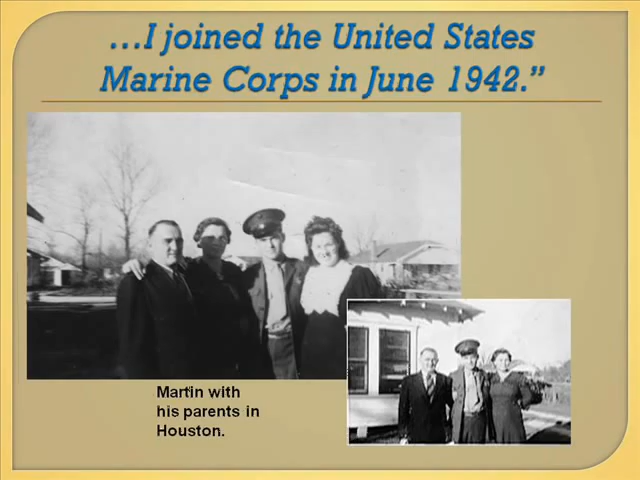 ...I joined the United States
Marine Corps in June 1942.”
Martin with
his parents in
Houston.